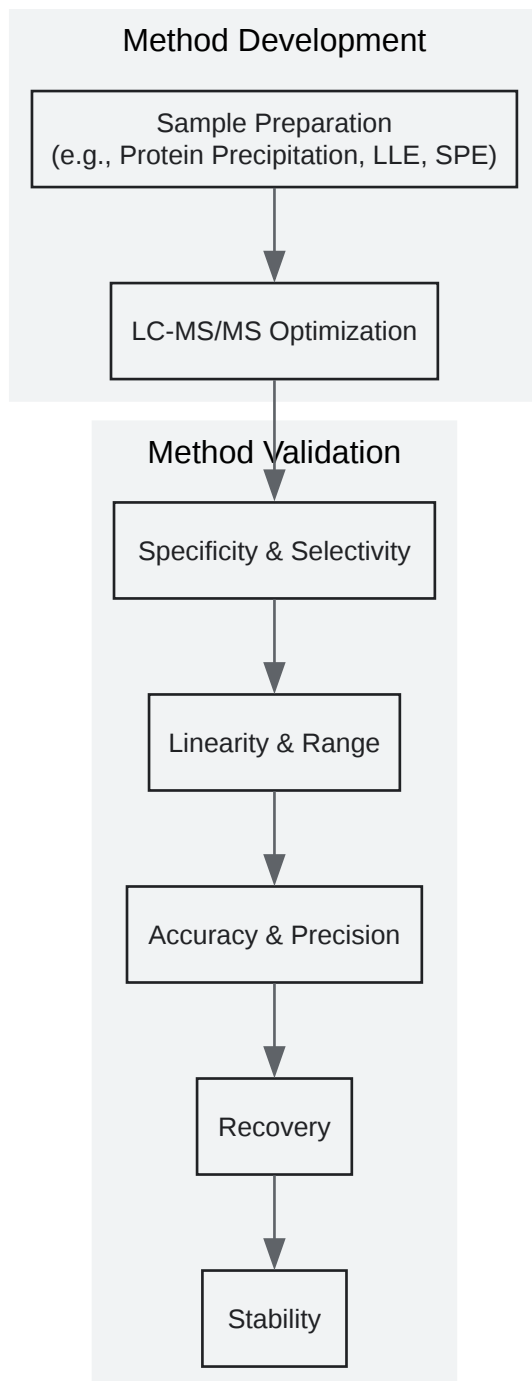 Method Development
Sample Preparation
(e.g., Protein Precipitation, LLE, SPE)
LC-MS/MS Optimization
Method Validation
Specificity & Selectivity
Linearity & Range
Accuracy & Precision
Recovery
Stability